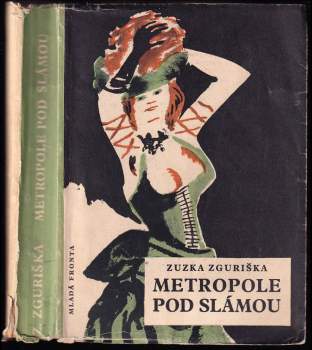 Z. ZGURIŠKA METROPOLE POD SLÁMOU
MLADÁ FRONTA
ZUZKA ZGURIŠKA
METROPOLE
POD SLÁMOU